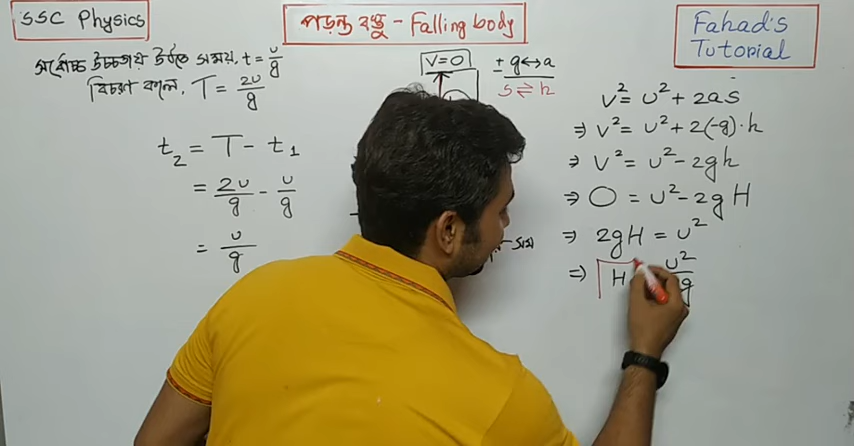 SSC Physics
পড়ন্ত বস্তু - Falling body
Fahad's
Tutorial
সর্বোচ্চ উচ্চতায় উঠতে সময়, t = u/g
বিচরণ কাল, T = 2u/g
t₂ = T - t₁
= 2u/g - u/g
= u/g
V=0
± g↔a
s ⇌ h
v² = u² + 2as
⇒ v² = u² + 2(-g)·h
⇒ v² = u² - 2gh
⇒ 0 = u² - 2gH
⇒ 2gH = u²
⇒ H u² g